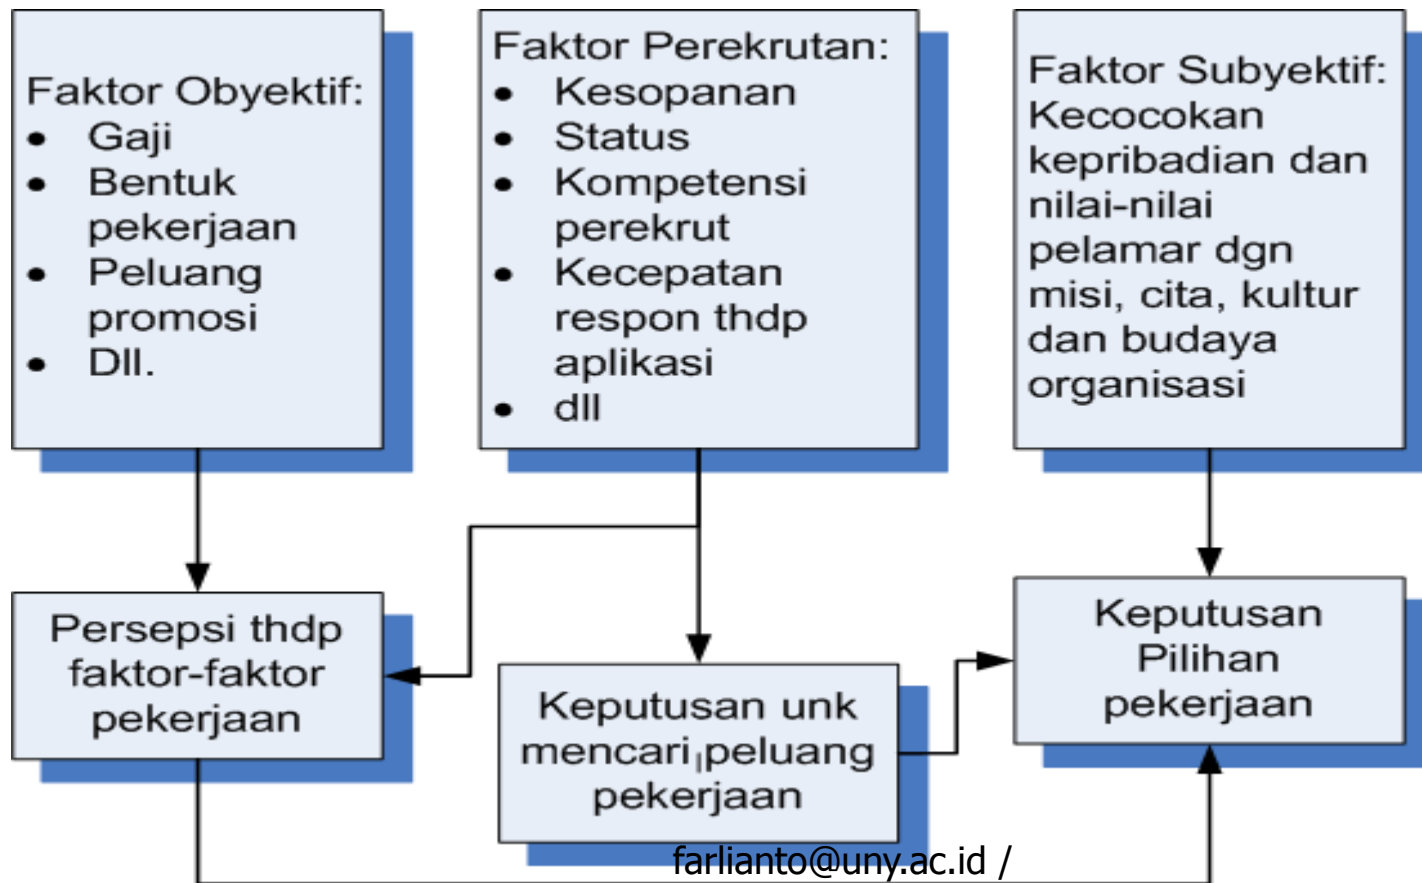 Faktor Obyektif:
• Gaji
• Bentuk
pekerjaan
• Peluang
promosi
• Dll.
Faktor Perekrutan:
• Kesopanan
• Status
• Kompetensi
perekrut
• Kecepatan
respon thdp
aplikasi
• dll
Faktor Subyektif:
Kecocokan
kepribadian dan
nilai-nilai
pelamar dgn
misi, cita, kultur
dan budaya
organisasi
Persepsi thdp
faktor-faktor
pekerjaan
Keputusan unk
mencari peluang
pekerjaan
Keputusan
Pilihan
pekerjaan
farlianto@uny.ac.id /